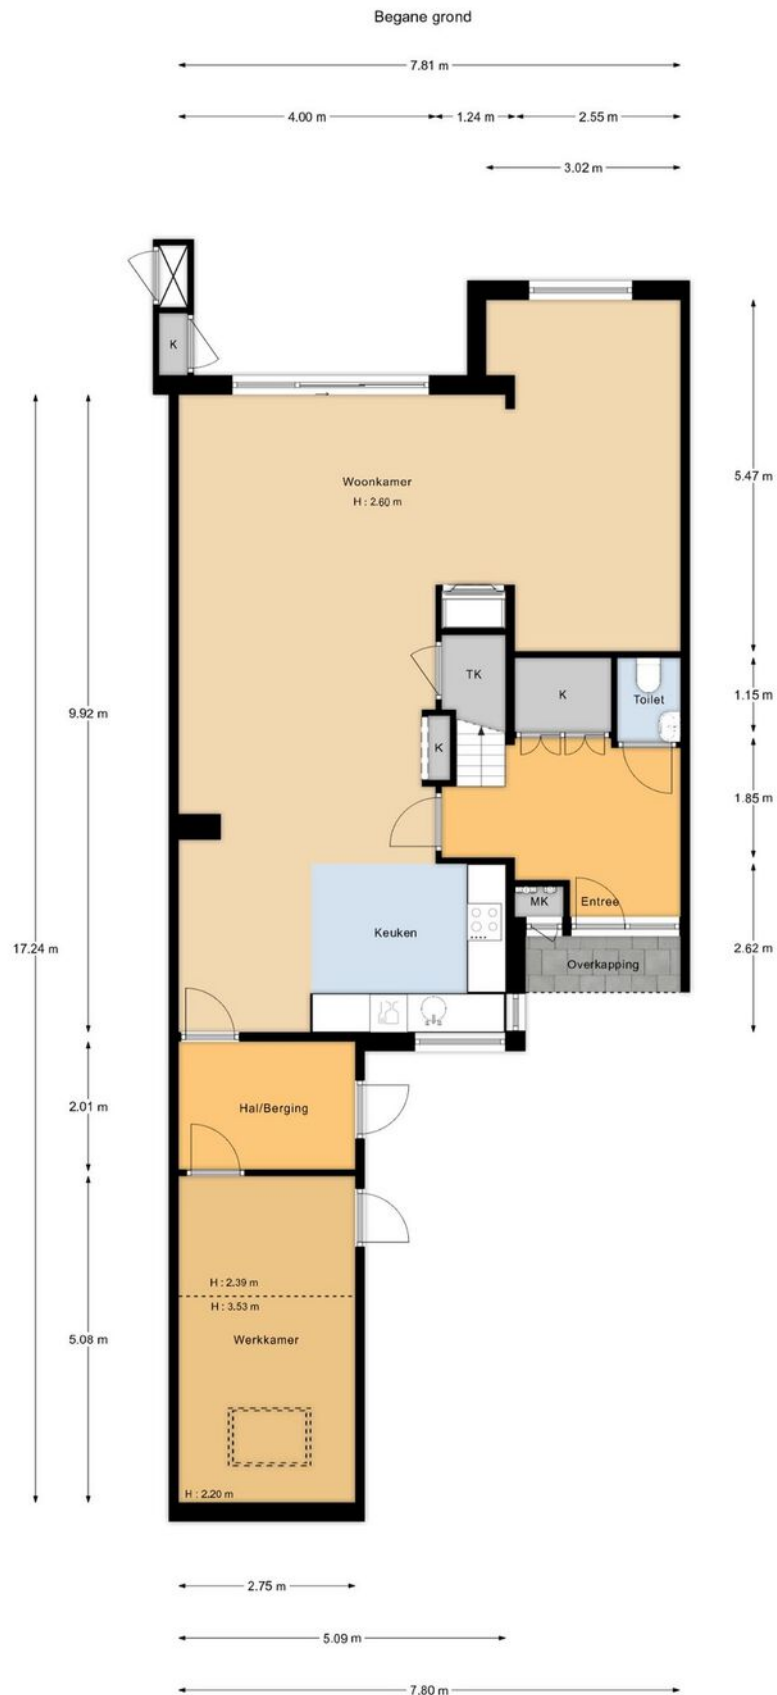 Begane grond
7.81 m
4.00 m 1.24 m 2.55 m
3.02 m
K
Woonkamer
H : 2.60 m
5.47 m
TK
K
Toilet
1.15 m
9.92 m
K
1.85 m
MK
Entree
Keuken
17.24 m
2.62 m
Overkapping
2.01 m
Hal/Berging
H : 2.39 m
H : 3.53 m
5.08 m
Werkkamer
H : 2.20 m
2.75 m
5.09 m
7.80 m